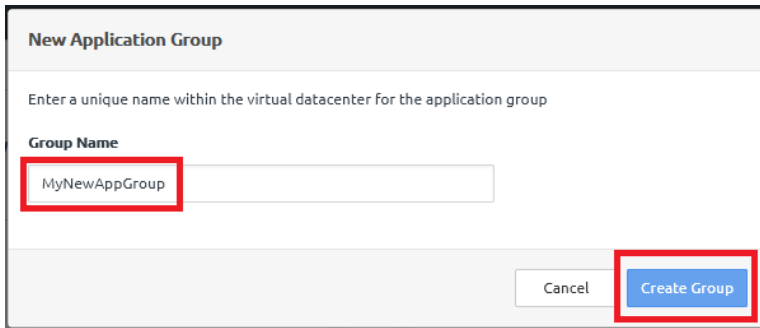 New Application Group
Enter a unique name within the virtual datacenter for the application group
Group Name
MyNewAppGroup
Cancel
Create Group